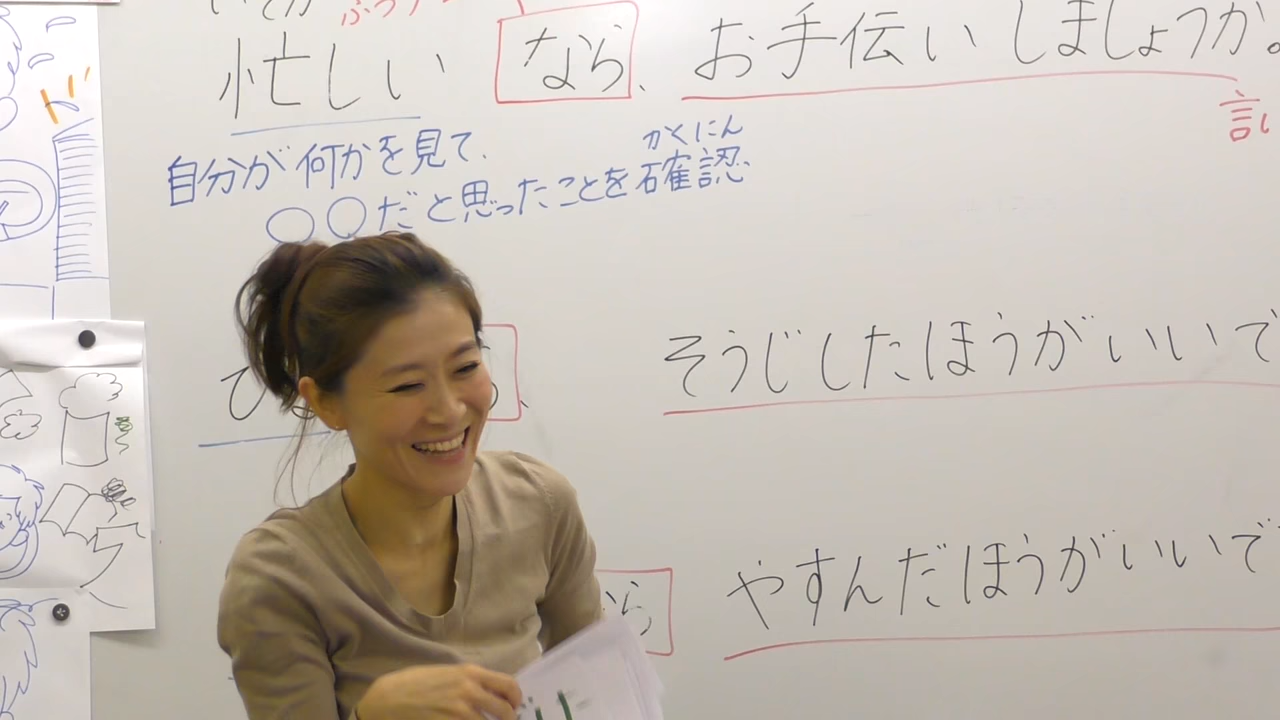 忙しい なら、お手伝いしましょうか。
言い
自分が何かを見て、
かくにん
○○だと思ったことを確認
そうじしたほうがいいで
やすんだほうがいいで